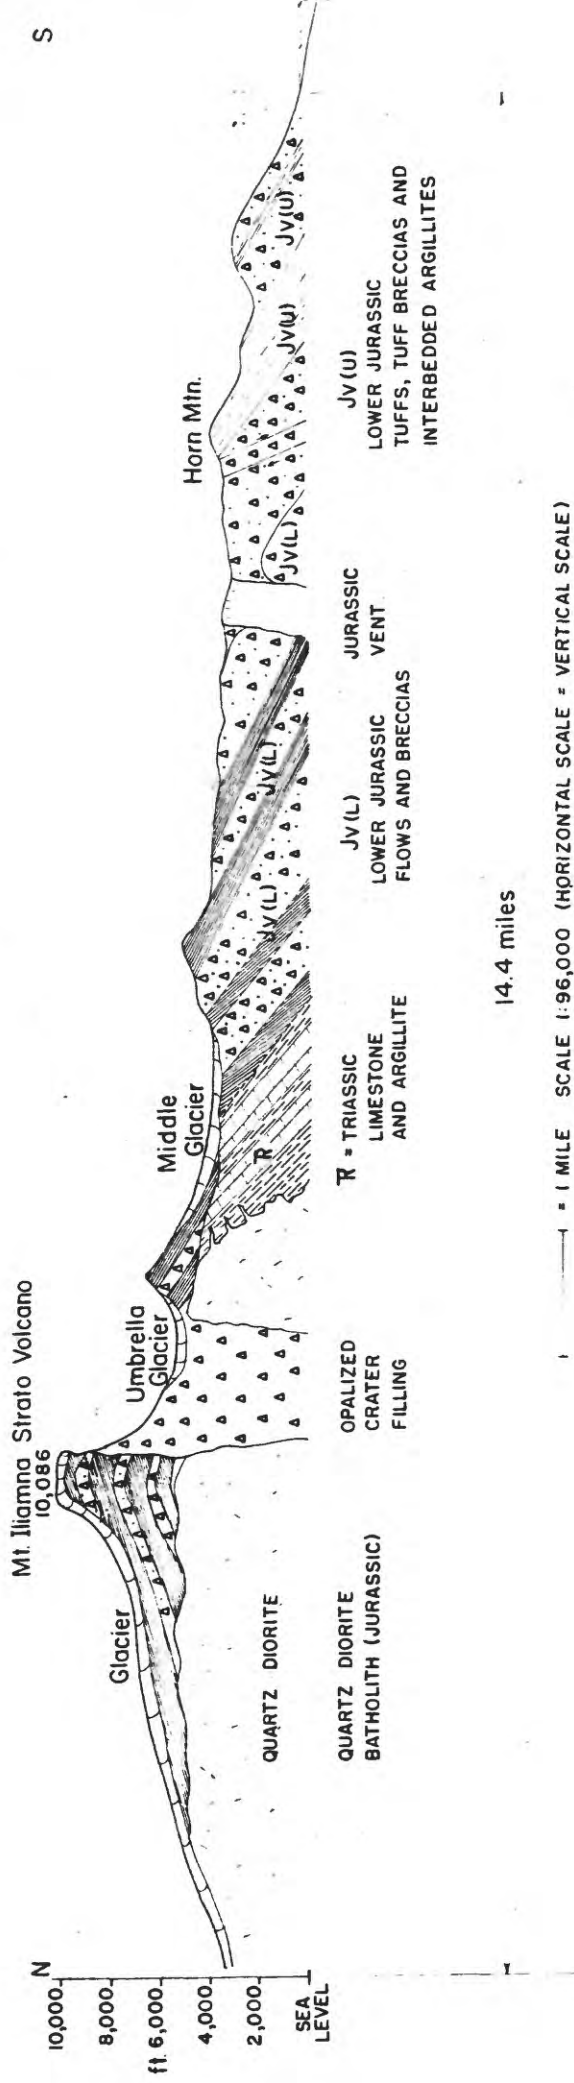 N
S
10,000
8,000
ft. 6,000
4,000
2,000
SEA
LEVEL
Mt. Iliamna Strato Volcano
10,086
Glacier
Umbrella
Glacier
Middle
Glacier
Horn Mtn.
QUARTZ DIORITE
R
Jv(L)
Jv(L)
Jv(L)
Jv(U)
Jv(U)
QUARTZ DIORITE
BATHOLITH (JURASSIC)
OPALIZED
CRATER
FILLING
R = TRIASSIC
LIMESTONE
AND ARGILLITE
Jv(L)
LOWER JURASSIC
FLOWS AND BRECCIAS
JURASSIC
VENT
Jv(U)
LOWER JURASSIC
TUFFS, TUFF BRECCIAS AND
INTERBEDDED ARGILLITES
14.4 miles
= 1 MILE SCALE 1:96,000 (HORIZONTAL SCALE = VERTICAL SCALE)